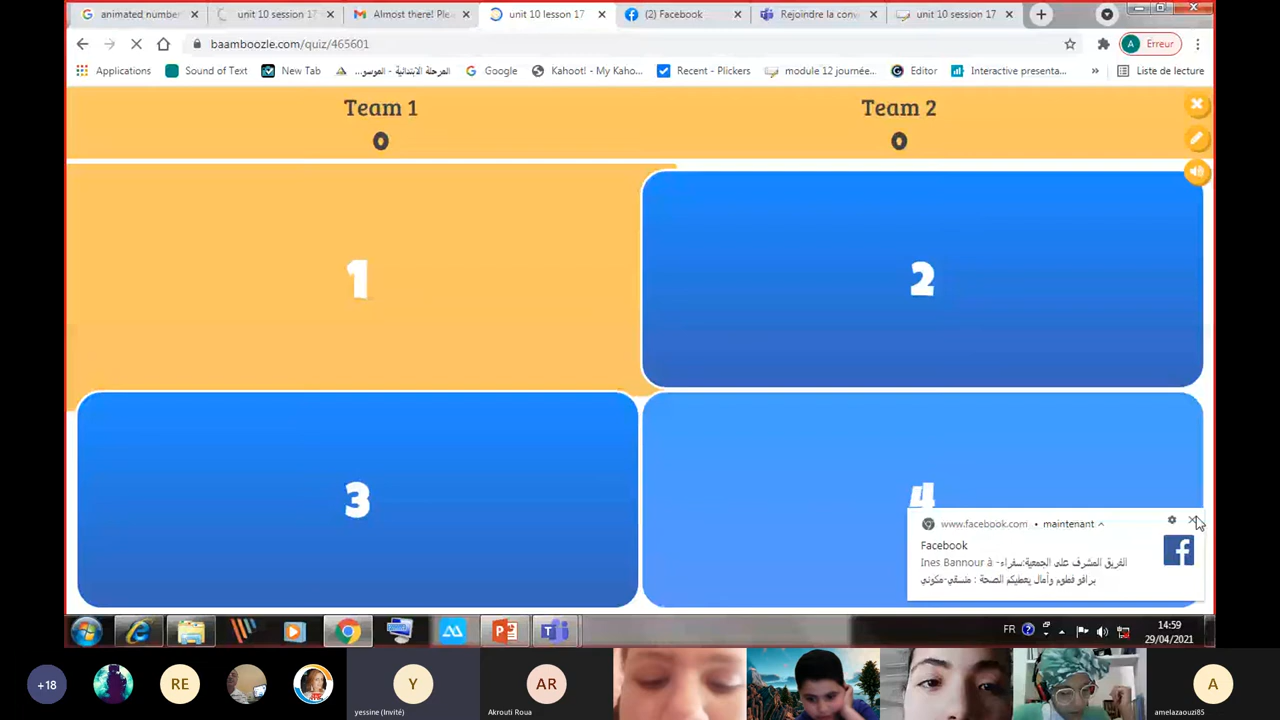 animated number
unit 10 session 17
Almost there! Ple
unit 10 lesson 17
(2) Facebook
Rejoindre la con
unit 10 session 17
baamboozle.com/quiz/465601
A
Erreur
Applications
Sound of Text
New Tab
المرحلة الابتدائية - الموسو...
Google
Kahoot! - My Kaho...
Recent - Plickers
module 12 journée...
Editor
Interactive presenta...
»
Liste de lecture
Team 1
0
Team 2
0
1
2
3
4
www.facebook.com • maintenant
Facebook
Ines Bannour à -الفريق المشرف على الجمعية:سفراء
برافو فطوم وأمال يعطيكم الصحة : منسقي-مكوني
FR
14:59
29/04/2021
+18
RE
Y
yessine (Invité)
AR
Akrouti Roua
A
amelazaouzi85